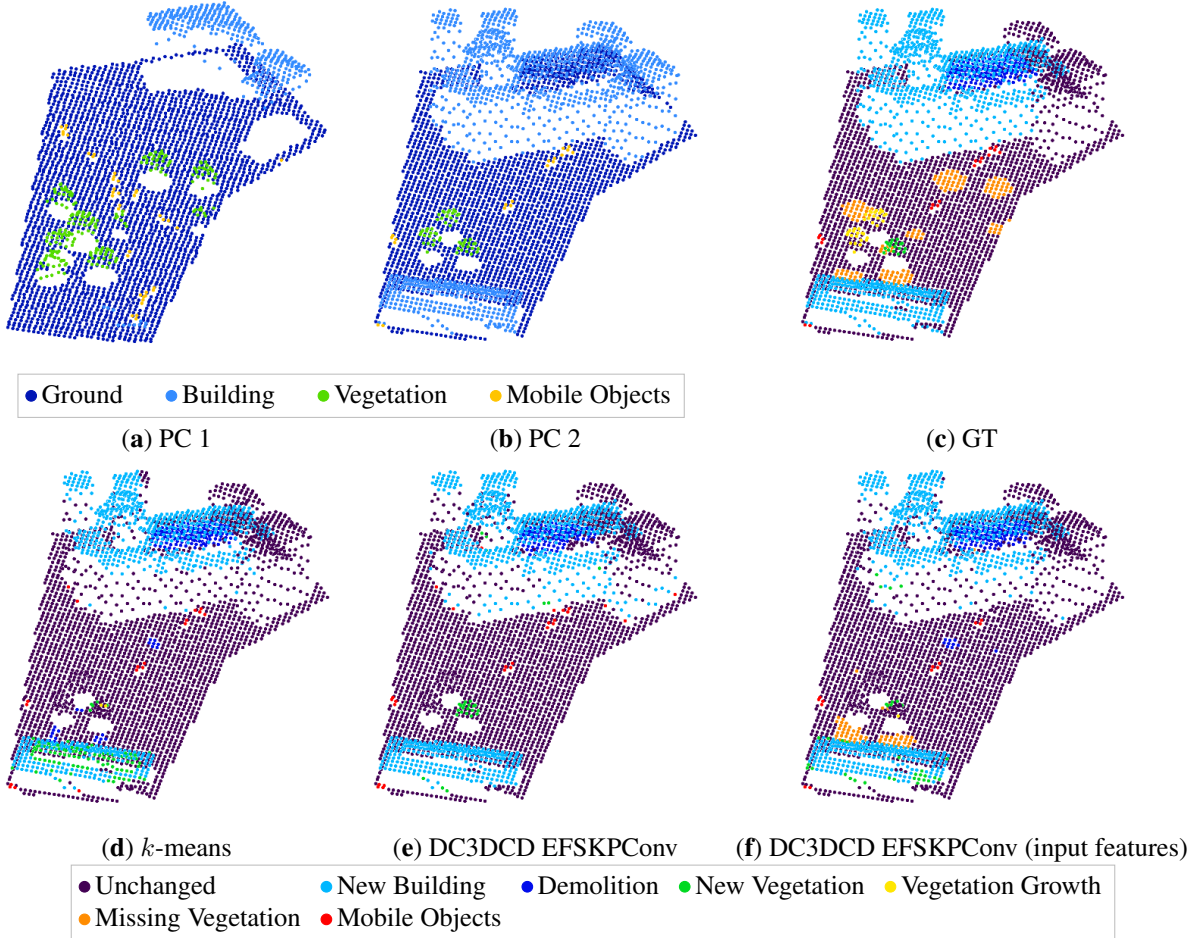 Ground Building Vegetation Mobile Objects
(a) PC 1 (b) PC 2 (c) GT
(d) k-means (e) DC3DCD EFSKPConv (f) DC3DCD EFSKPConv (input features)
Unchanged New Building Demolition New Vegetation Vegetation Growth
Missing Vegetation Mobile Objects